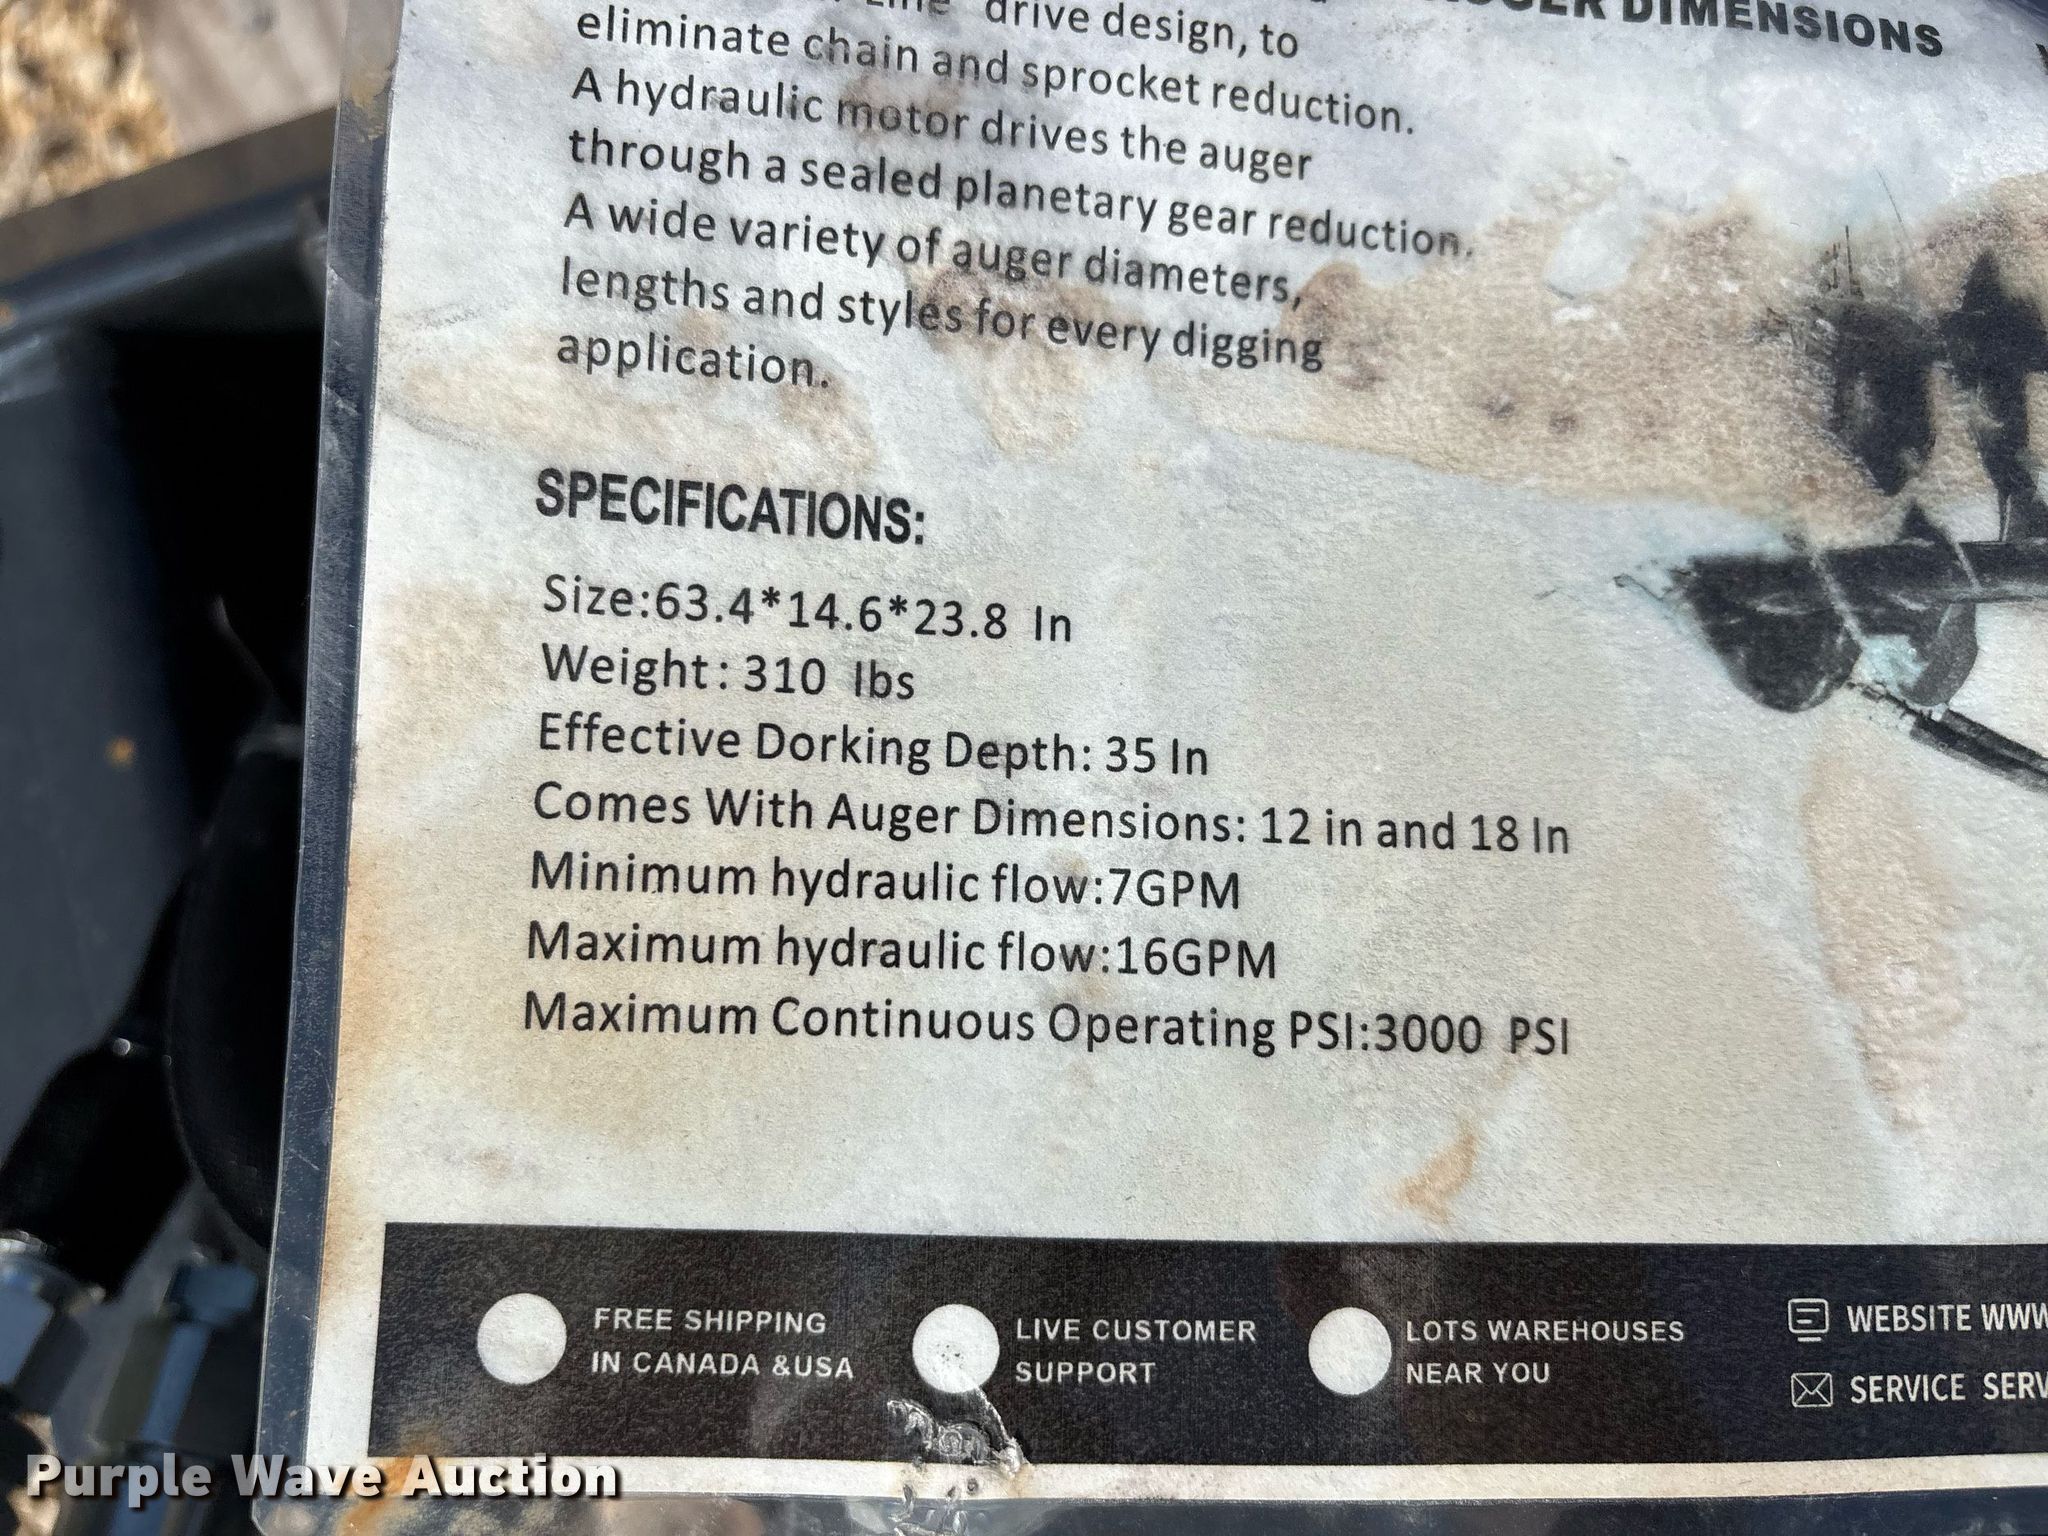 drive design, to
eliminate chain and sprocket reduction.
A hydraulic motor drives the auger
through a sealed planetary gear reduction.
A wide variety of auger diameters,
lengths and styles for every digging
application.
DIMENSIONS
SPECIFICATIONS:
Size:63.4*14.6*23.8 In
Weight: 310 lbs
Effective Dorking Depth: 35 In
Comes With Auger Dimensions: 12 in and 18 In
Minimum hydraulic flow:7GPM
Maximum hydraulic flow:16GPM
Maximum Continuous Operating PSI:3000 PSI
FREE SHIPPING
IN CANADA &USA
LIVE CUSTOMER
SUPPORT
LOTS WAREHOUSES
NEAR YOU
WEBSITE WWW
SERVICE SERV
Purple Wave Auction